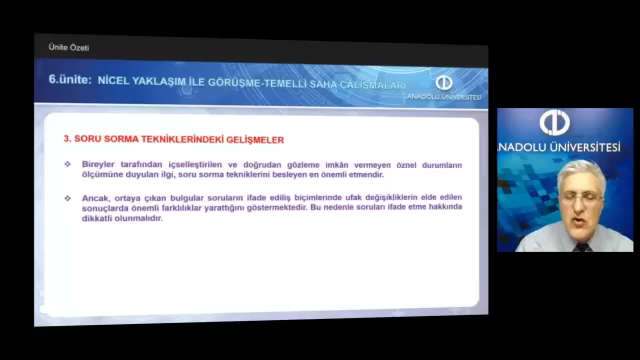 Ünite Özeti
6.ünite: NİCEL YAKLAŞIM İLE GÖRÜŞME-TEMELLİ SAHA ÇALIŞMALARI
ANADOLU ÜNİVERSİTESİ
3. SORU SORMA TEKNİKLERİNDEKİ GELİŞMELER
Bireyler tarafından içselleştirilen ve doğrudan gözleme imkân vermeyen öznel durumların
ölçümüne duyulan ilgi, soru sorma tekniklerini besleyen en önemli etmendir.
Ancak, ortaya çıkan bulgular soruların ifade ediliş biçimlerinde ufak değişikliklerin elde edilen
sonuçlarda önemli farklılıklar yarattığını göstermektedir. Bu nedenle soruları ifade etme hakkında
dikkatli olunmalıdır.
ANADOLU ÜNİVERSİTESİ